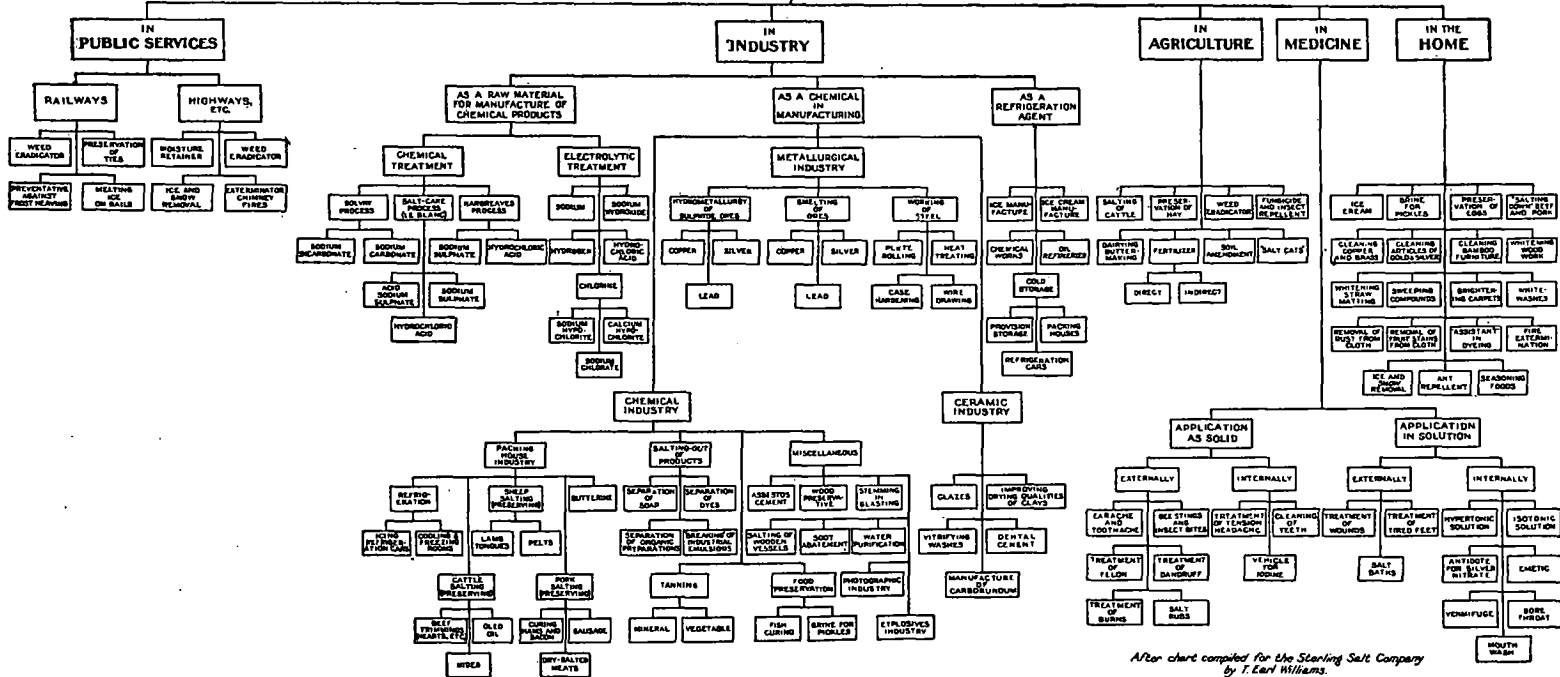 IN
PUBLIC SERVICES
IN
INDUSTRY
IN
AGRICULTURE
IN
MEDICINE
IN THE
HOME
RAILWAYS
HIGHWAYS,
ETC.
AS A RAW MATERIAL
FOR MANUFACTURE OF
CHEMICAL PRODUCTS
AS A CHEMICAL
IN
MANUFACTURING
AS A
REFRIGERATION
AGENT
WEED
ERADICATOR
PRESERVATION
OF
TIES
MOISTURE
RETAINER
WEED
ERADICATOR
PREVENTATIVE
AGAINST
FROST HEAVING
MELTING
ICE
ON RAILS
ICE AND
SNOW
REMOVAL
EXTERMINATOR
CHIMNEY
FIRES
CHEMICAL
TREATMENT
ELECTROLYTIC
TREATMENT
METALLURGICAL
INDUSTRY
SOLVAY
PROCESS
SALT-CAKE
PROCESS
(LE BLANC)
HARGREAVES
PROCESS
SODIUM
SODIUM
HYDROXIDE
SODIUM
BICARBONATE
SODIUM
CARBONATE
SODIUM
SULPHATE
HYDROCHLORIC
ACID
HYDROGEN
HYDRO-
CHLORIC
ACID
ACID
SODIUM
SULPHATE
SODIUM
SULPHATE
HYDROCHLORIC
ACID
CHLORINE
SODIUM
HYPO-
CHLORITE
CALCIUM
HYPO-
CHLORITE
SODIUM
CHLORATE
HYDROMETALLURGY
OF
SULPHIDE ORES
SMELTING
OF
ORES
WORKING
OF
STEEL
COPPER
SILVER
COPPER
SILVER
PLATE
ROLLING
HEAT
TREATING
LEAD
LEAD
CASE
HARDENING
WIRE
DRAWING
ICE MANU-
FACTURE
ICE CREAM
MANU-
FACTURE
CHEMICAL
WORKS
OIL
REFINERIES
COLD
STORAGE
PROVISION
STORAGE
PACKING
HOUSES
REFRIGERATION
CARS
SALTING
OF
CATTLE
PRESER-
VATION OF
HAY
WEED
ERADICATOR
FUNGICIDE
AND INSECT
REPELLENT
DAIRYING
BUTTER-
MAKING
FERTILIZER
SOIL
AMENDMENT
"SALT CATS"
DIRECT
INDIRECT
ICE
CREAM
BRINE
FOR
PICKLES
PRESER-
VATION OF
EGGS
"SALTING
DOWN" BEEF
AND PORK
CLEANING
COPPER
AND BRASS
CLEANING
ARTICLES OF
GOLD & SILVER
CLEANING
BAMBOO
FURNITURE
WHITENING
WOOD
WORK
WHITENING
STRAW
MATTING
SWEEPING
COMPOUNDS
BRIGHTEN-
ING CARPETS
WHITE-
WASHES
REMOVAL OF
RUST FROM
CLOTH
REMOVAL OF
FRUIT STAINS
FROM CLOTH
ASSISTANT
IN
DYEING
FIRE
EXTERMI-
NATION
ICE AND
SNOW
REMOVAL
ANT
REPELLENT
SEASONING
FOODS
CHEMICAL
INDUSTRY
CERAMIC
INDUSTRY
PACKING
HOUSE
INDUSTRY
SALTING-OUT
OF
PRODUCTS
MISCELLANEOUS
REFRIG-
ERATION
SHEEP
SALTING
(PRESERVING)
BUTTERINE
ICING
REFRIGER-
ATION CARS
COOLING &
FREEZING
ROOMS
LAMB
TONGUES
PELTS
CATTLE
SALTING
(PRESERVING)
PORK
SALTING
(PRESERVING)
BEEF
TRIMMINGS
HEARTS, ETC.
OLEO
OIL
CURING
HAMS AND
BACON
SAUSAGE
HIDES
DRY-SALTED
MEATS
SEPARATION
OF
SOAP
SEPARATION
OF
DYES
SEPARATION
OF ORGANIC
PREPARATIONS
BREAKING OF
INDUSTRIAL
EMULSIONS
TANNING
FOOD
PRESERVATION
MINERAL
VEGETABLE
FISH
CURING
BRINE FOR
PICKLES
ASBESTOS
CEMENT
WOOD
PRESERVA-
TIVE
STEMMING
IN
BLASTING
SALTING OF
WOODEN
VESSELS
SOOT
ABATEMENT
WATER
PURIFICATION
PHOTOGRAPHIC
INDUSTRY
EXPLOSIVES
INDUSTRY
GLAZES
IMPROVING
DRYING QUALITIES
OF CLAYS
VITRIFYING
WASHES
DENTAL
CEMENT
MANUFACTURE
OF
CARBORUNDUM
APPLICATION
AS SOLID
APPLICATION
IN SOLUTION
EXTERNALLY
INTERNALLY
EXTERNALLY
INTERNALLY
EARACHE
AND
TOOTHACHE
BEE STINGS
AND
INSECT BITES
TREATMENT
OF TENSION
HEADACHE
CLEANING
OF
TEETH
TREATMENT
OF
WOUNDS
TREATMENT
OF
TIRED FEET
HYPERTONIC
SOLUTION
ISOTONIC
SOLUTION
TREATMENT
OF
FELON
TREATMENT
OF
DANDRUFF
VEHICLE
FOR
IODINE
SALT
BATHS
ANTIDOTE
FOR SILVER
NITRATE
EMETIC
TREATMENT
OF
BURNS
SALT
RUBS
VERMIFUGE
SORE
THROAT
MOUTH
WASH
After chart compiled for the Sterling Salt Company
by T. Earl Williams.